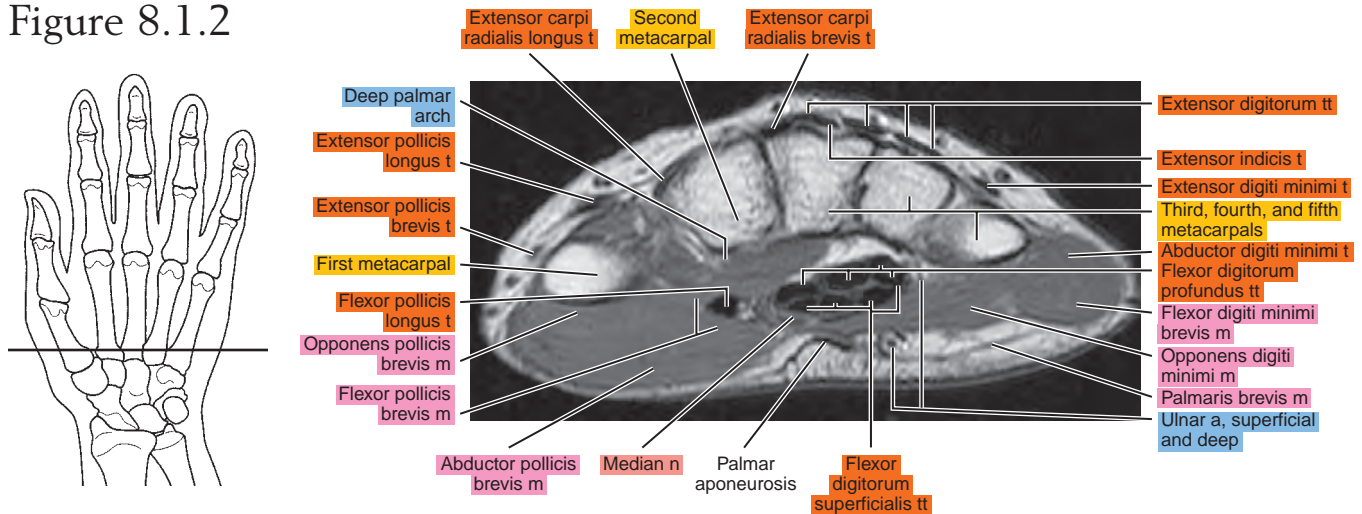 Figure 8.1.2
Extensor carpi
radialis longus t
Second
metacarpal
Extensor carpi
radialis brevis t
Deep palmar
arch
Extensor pollicis
longus t
Extensor pollicis
brevis t
First metacarpal
Flexor pollicis
longus t
Opponens pollicis
brevis m
Flexor pollicis
brevis m
Extensor digitorum tt
Extensor indicis t
Extensor digiti minimi t
Third, fourth, and fifth
metacarpals
Abductor digiti minimi t
Flexor digitorum
profundus tt
Flexor digiti minimi
brevis m
Opponens digiti
minimi m
Palmaris brevis m
Ulnar a, superficial
and deep
Abductor pollicis
brevis m
Median n
Palmar
aponeurosis
Flexor
digitorum
superficialis tt